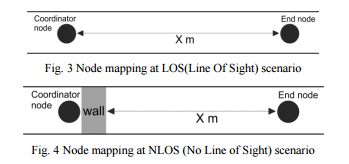 Coordinator
node
End node
X m
Fig. 3 Node mapping at LOS(Line Of Sight) scenario
Coordinator
node
End node
wall
X m
Fig. 4 Node mapping at NLOS (No Line of Sight) scenario